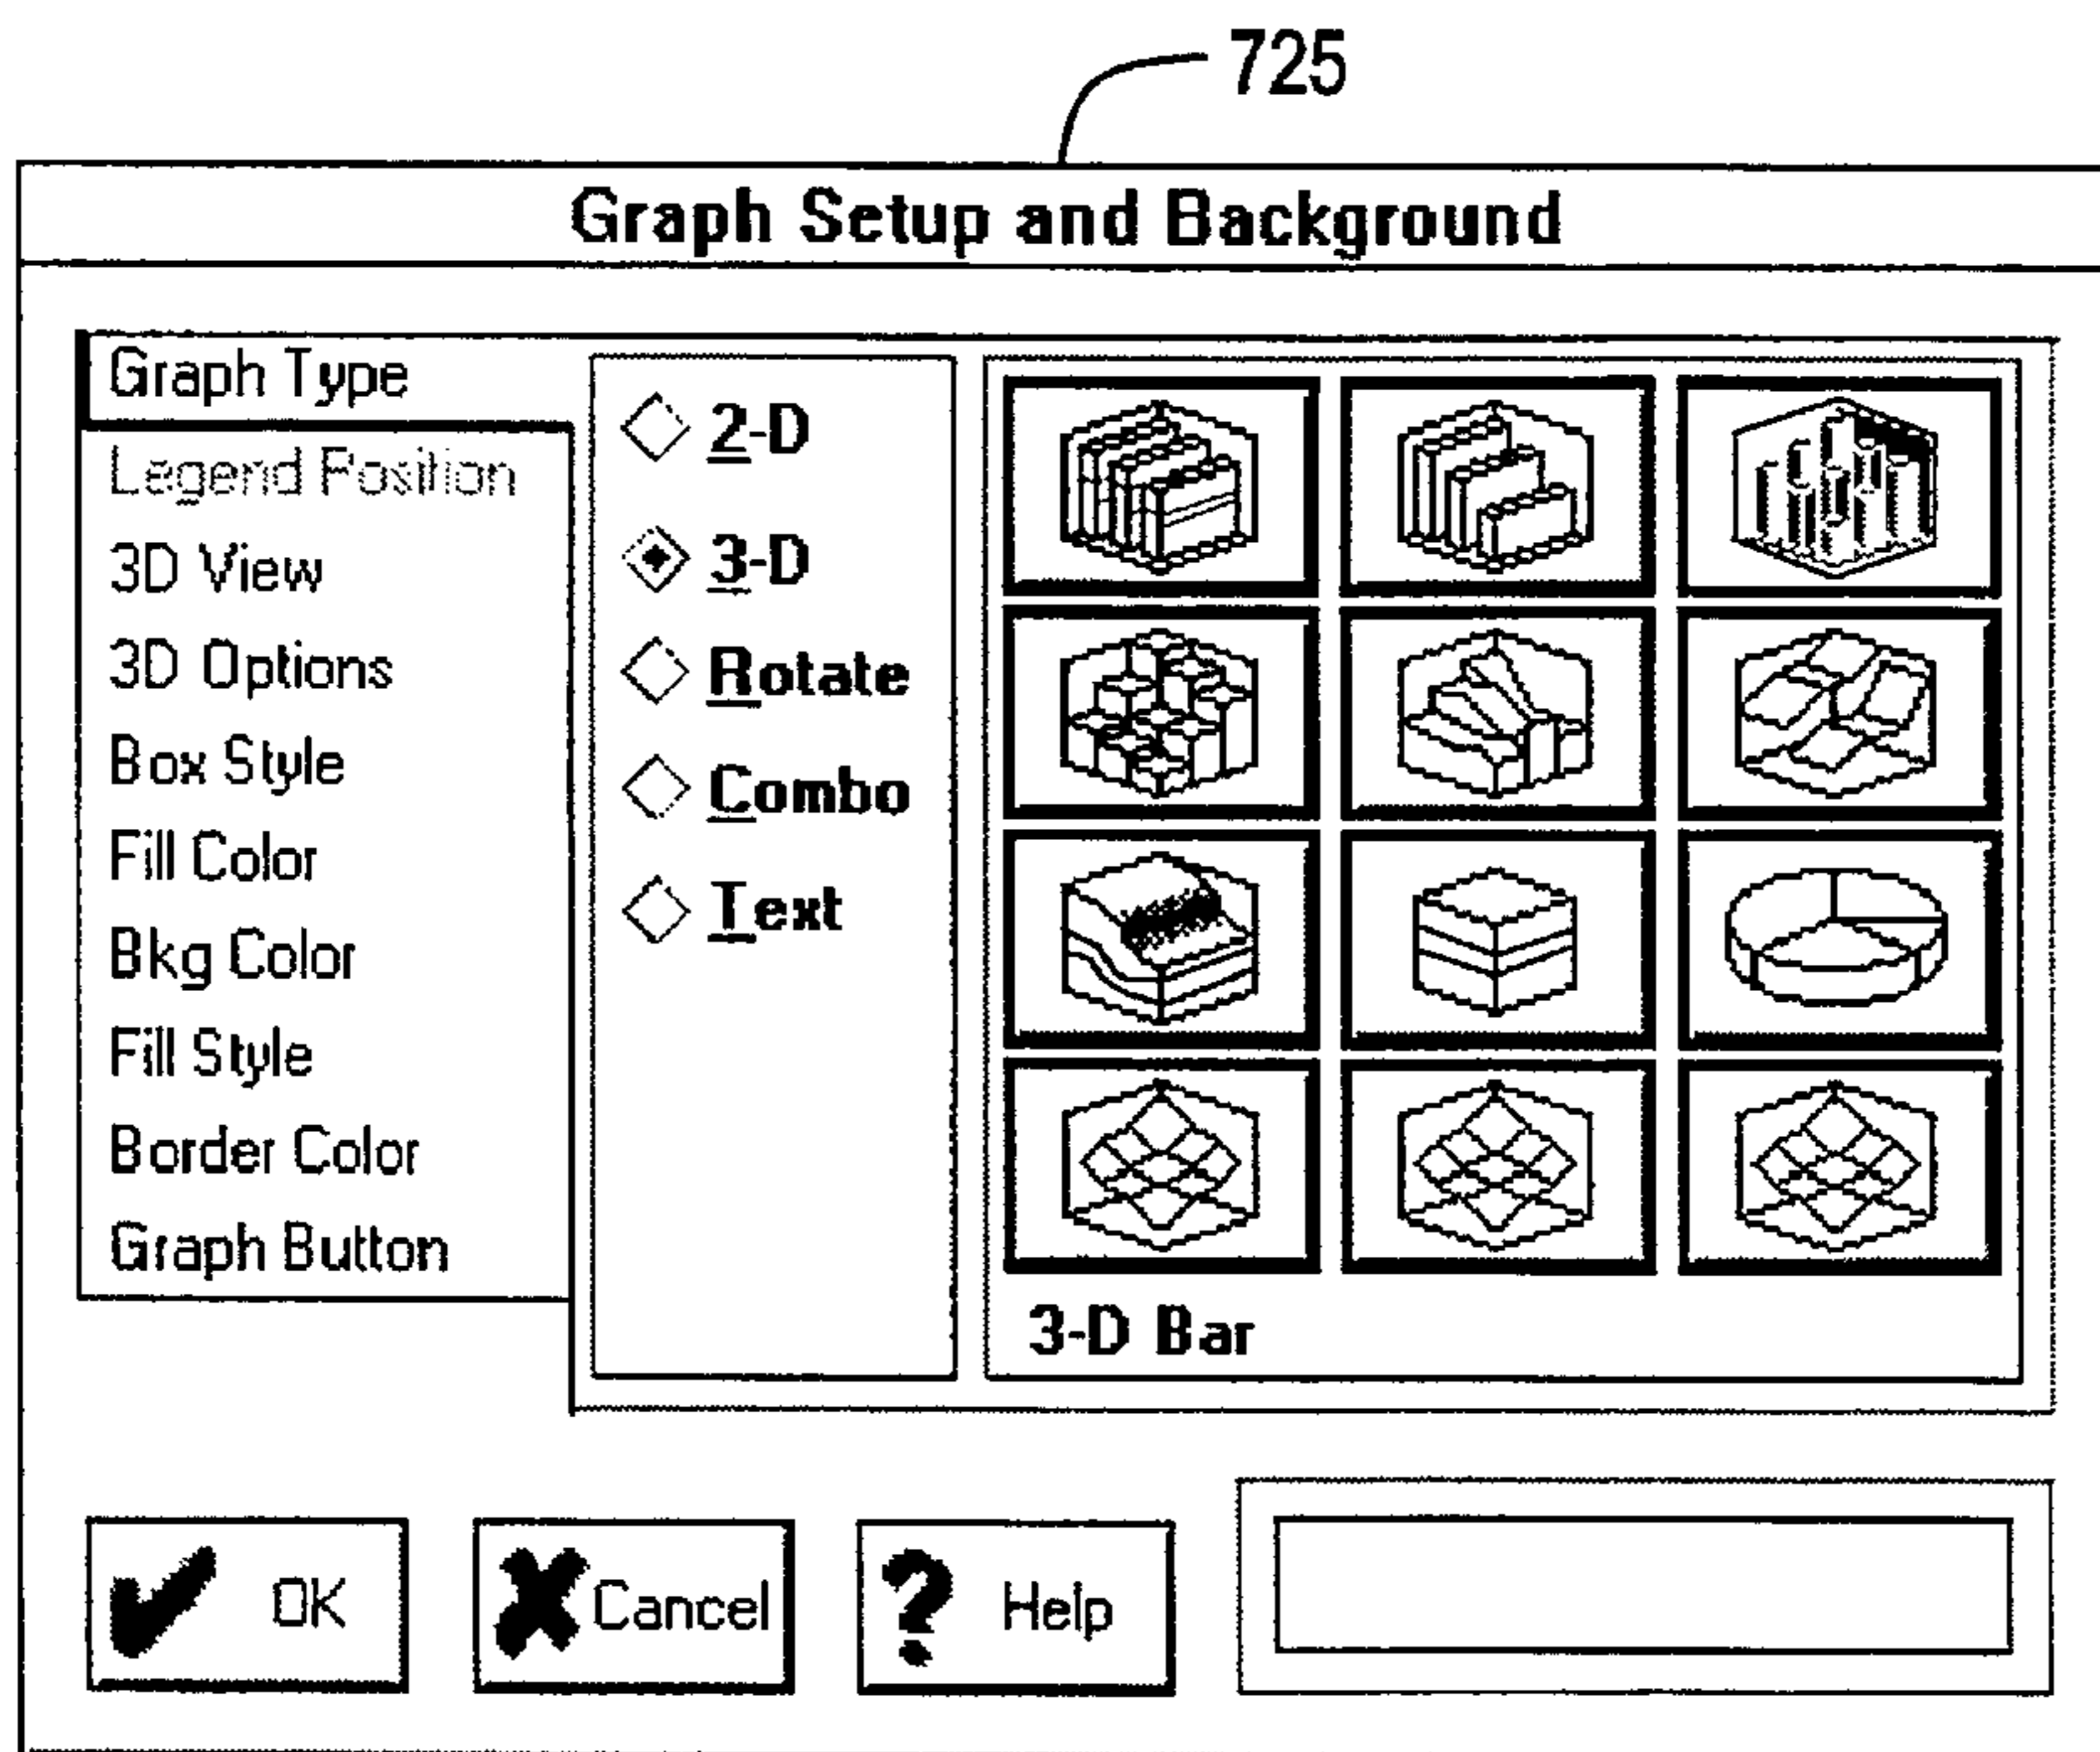 725
Graph Setup and Background
Graph Type
Legend Position
3D View
3D Options
Box Style
Fill Color
Bkg Color
Fill Style
Border Color
Graph Button
2-D
3-D
Rotate
Combo
Text
3-D Bar
OK
Cancel
Help